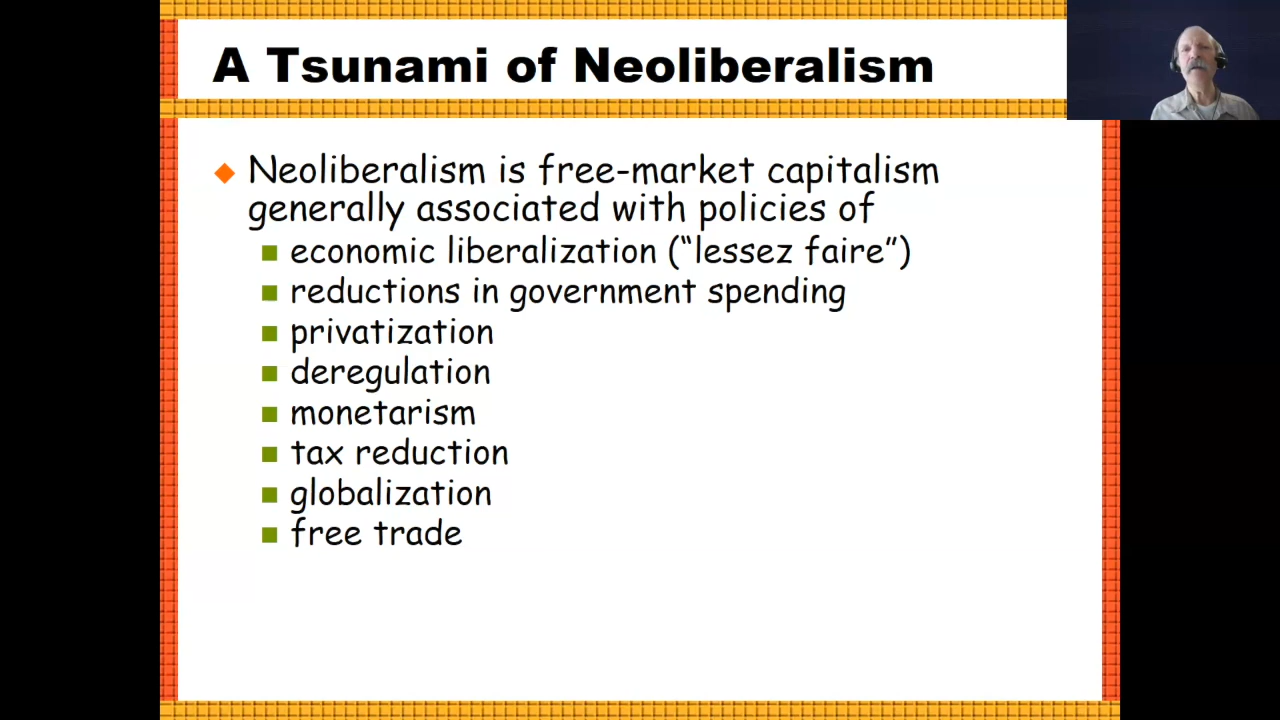 A Tsunami of Neoliberalism
Neoliberalism is free-market capitalism
generally associated with policies of
economic liberalization (“lessez faire”)
reductions in government spending
privatization
deregulation
monetarism
tax reduction
globalization
free trade